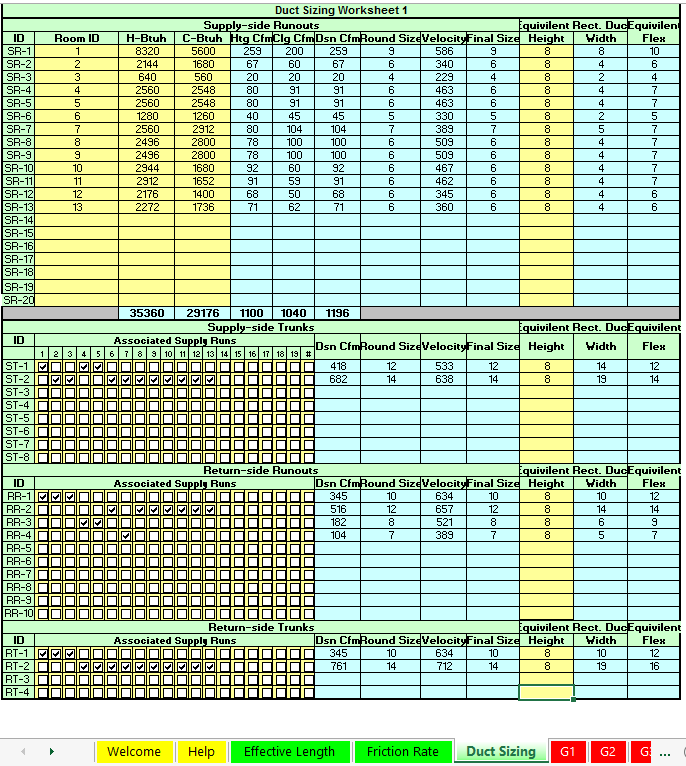 Duct Sizing Worksheet 1
Supply-side Runouts Equivilent Rect. Duc Equivilent
ID Room ID H-Btuh C-Btuh Htg Cfm Clg Cfm Dsn Cfm Round Size Velocity Final Size Height Width Flex
SR-1 1 8320 5600 259 200 259 9 586 9 8 8 10
SR-2 2 2144 1680 67 60 67 6 340 6 8 4 6
SR-3 3 640 560 20 20 20 4 229 4 8 2 4
SR-4 4 2560 2548 80 91 91 6 463 6 8 4 7
SR-5 5 2560 2548 80 91 91 6 463 6 8 4 7
SR-6 6 1280 1260 40 45 45 5 330 5 8 2 5
SR-7 7 2560 2912 80 104 104 7 389 7 8 5 7
SR-8 8 2496 2800 78 100 100 6 509 6 8 4 7
SR-9 9 2496 2800 78 100 100 6 509 6 8 4 7
SR-10 10 2944 1680 92 60 92 6 467 6 8 4 7
SR-11 11 2912 1652 91 59 91 6 462 6 8 4 7
SR-12 12 2176 1400 68 50 68 6 345 6 8 4 6
SR-13 13 2272 1736 71 62 71 6 360 6 8 4 6
SR-14
SR-15
SR-16
SR-17
SR-18
SR-19
SR-20
35360 29176 1100 1040 1196
Supply-side Trunks Equivilent Rect. Duc Equivilent
ID Associated Supply Runs Dsn Cfm Round Size Velocity Final Size Height Width Flex
1 2 3 4 5 6 7 8 9 10 11 12 13 14 15 16 17 18 19 #
ST-1 418 12 533 12 8 14 12
ST-2 682 14 638 14 8 19 14
ST-3
ST-4
ST-5
ST-6
ST-7
ST-8
Return-side Runouts Equivilent Rect. Duc Equivilent
ID Associated Supply Runs Dsn Cfm Round Size Velocity Final Size Height Width Flex
RR-1 345 10 634 10 8 10 12
RR-2 516 12 657 12 8 14 14
RR-3 182 8 521 8 8 6 9
RR-4 104 7 389 7 8 5 7
RR-5
RR-6
RR-7
RR-8
RR-9
RR-10
Return-side Trunks Equivilent Rect. Duc Equivilent
ID Associated Supply Runs Dsn Cfm Round Size Velocity Final Size Height Width Flex
RT-1 345 10 634 10 8 10 12
RT-2 761 14 712 14 8 19 16
RT-3
RT-4
Welcome Help Effective Length Friction Rate Duct Sizing G1 G2 G3 ...